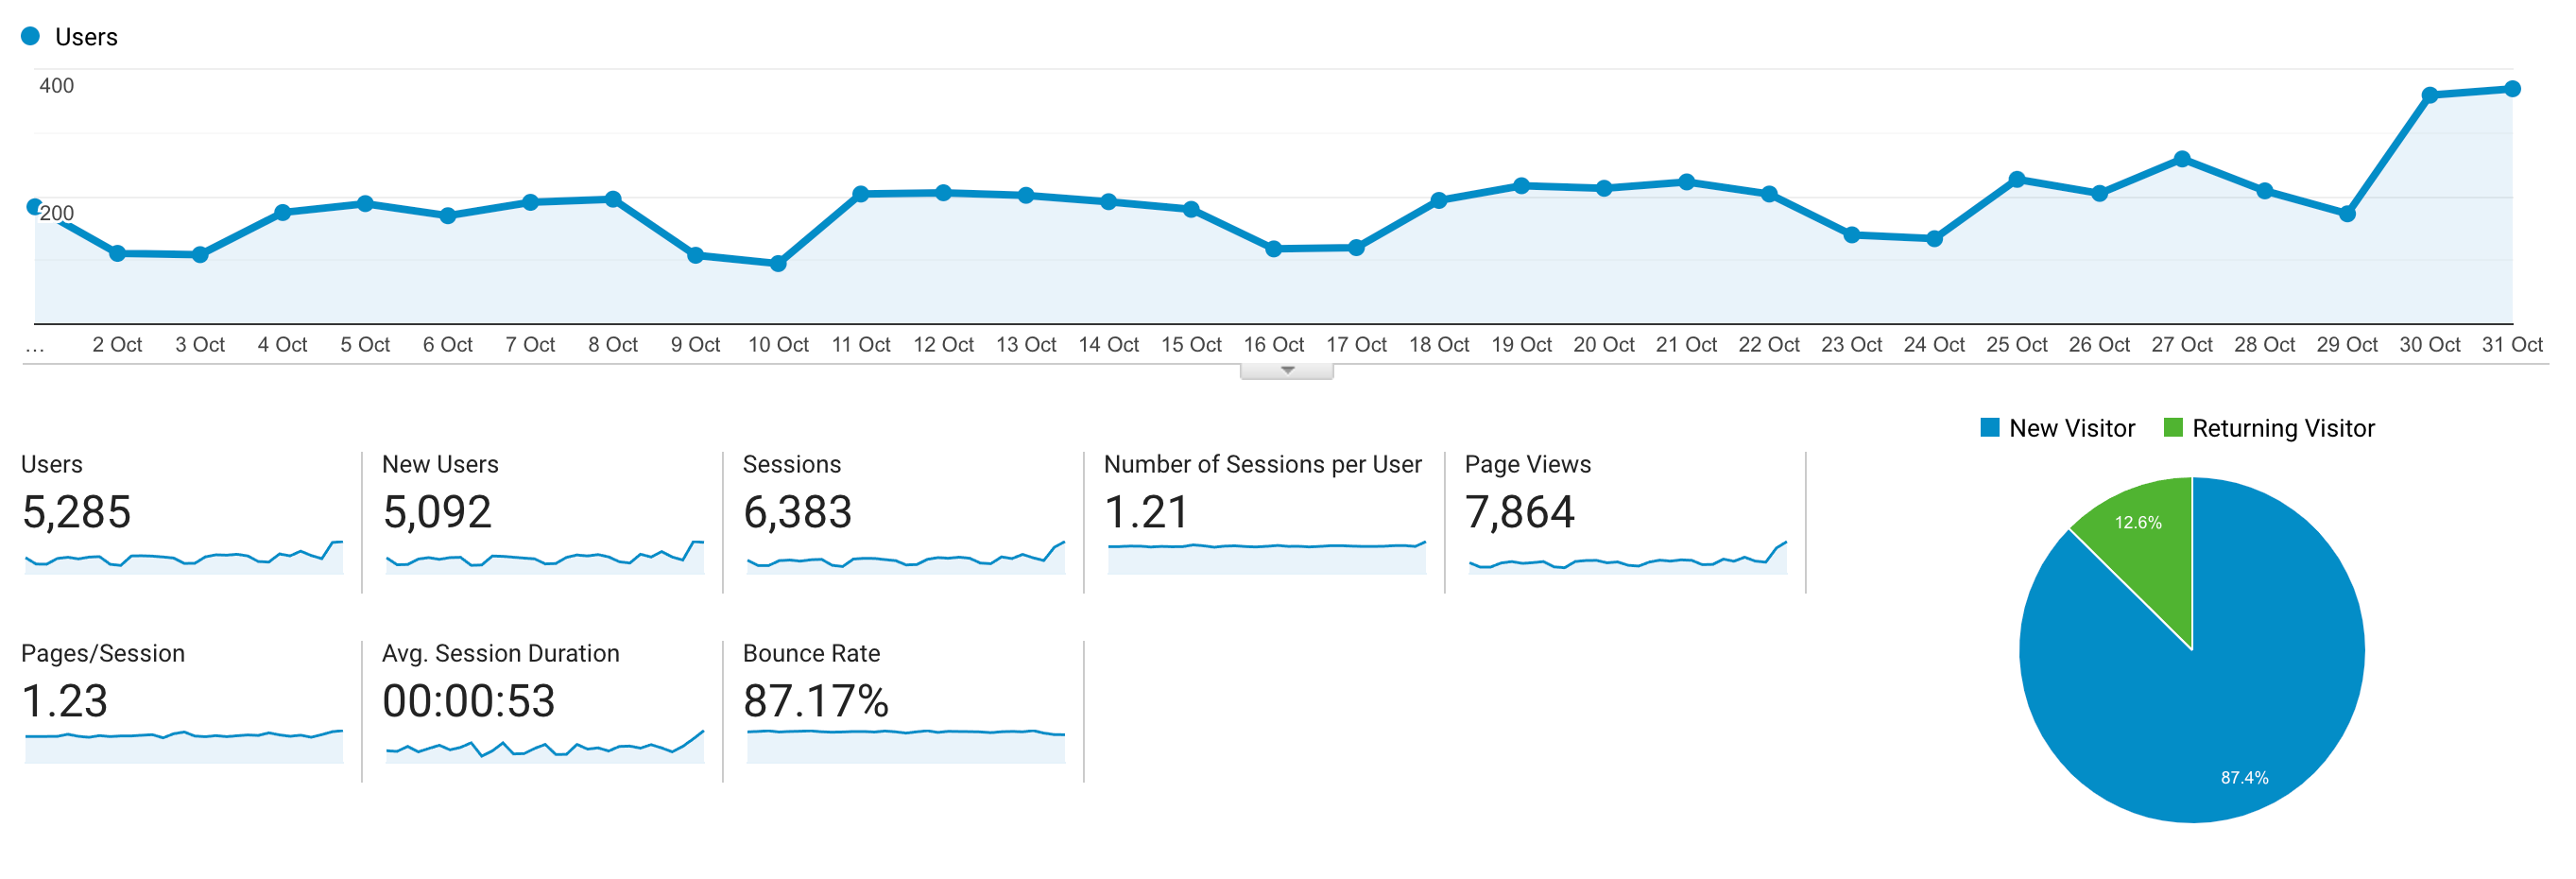 Users
400
200
... 2 Oct 3 Oct 4 Oct 5 Oct 6 Oct 7 Oct 8 Oct 9 Oct 10 Oct 11 Oct 12 Oct 13 Oct 14 Oct 15 Oct 16 Oct 17 Oct 18 Oct 19 Oct 20 Oct 21 Oct 22 Oct 23 Oct 24 Oct 25 Oct 26 Oct 27 Oct 28 Oct 29 Oct 30 Oct 31 Oct
New Visitor Returning Visitor
Users
5,285
New Users
5,092
Sessions
6,383
Number of Sessions per User
1.21
Page Views
7,864
Pages/Session
1.23
Avg. Session Duration
00:00:53
Bounce Rate
87.17%
12.6%
87.4%